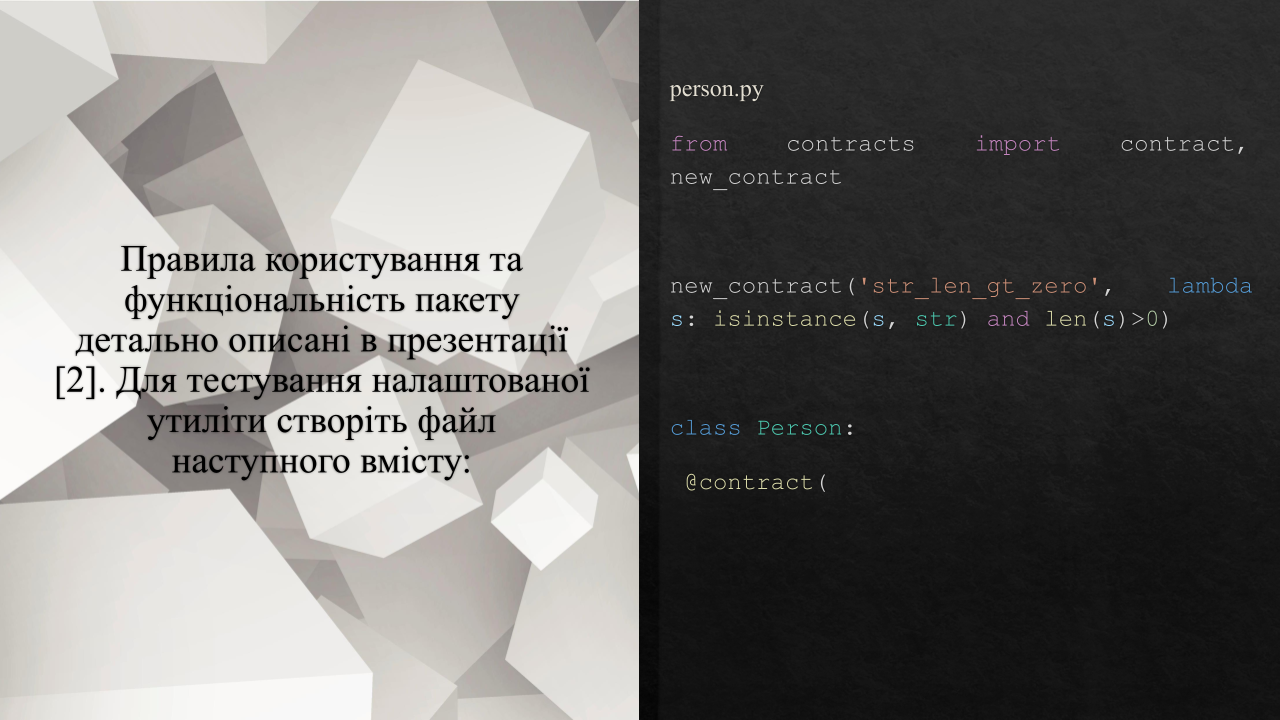 Правила користування та
функціональність пакету
детально описані в презентації
[2]. Для тестування налаштованої
утиліти створіть файл
наступного вмісту:
person.py
from contracts import contract,
new_contract
new_contract('str_len_gt_zero', lambda
s: isinstance(s, str) and len(s)>0)
class Person:
@contract(